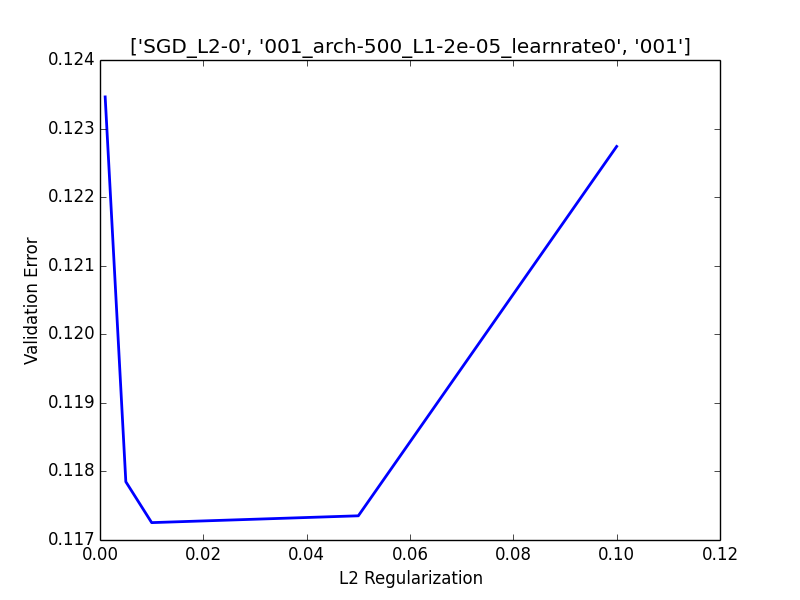 ['SGD_L2-0', '001_arch-500_L1-2e-05_learnrate0', '001']
0.124
0.123
0.122
0.121
0.120
0.119
0.118
0.117
Validation Error
0.00 0.02 0.04 0.06 0.08 0.10 0.12
L2 Regularization